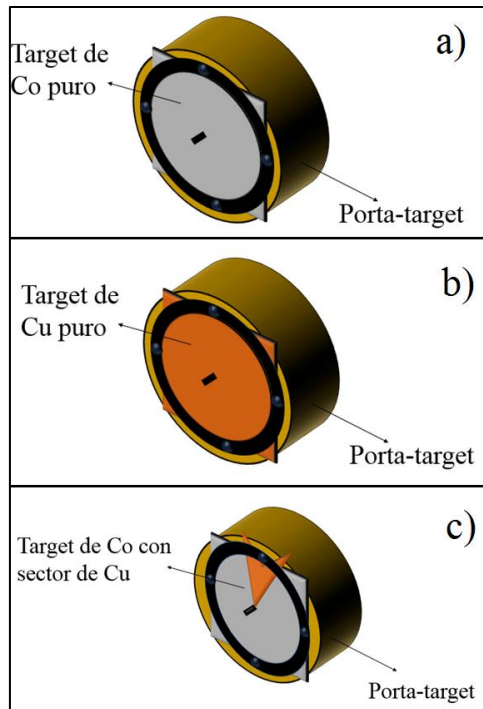 a)
Target de
Co puro
Porta-target
b)
Target de
Cu puro
Porta-target
c)
Target de Co con
sector de Cu
Porta-target